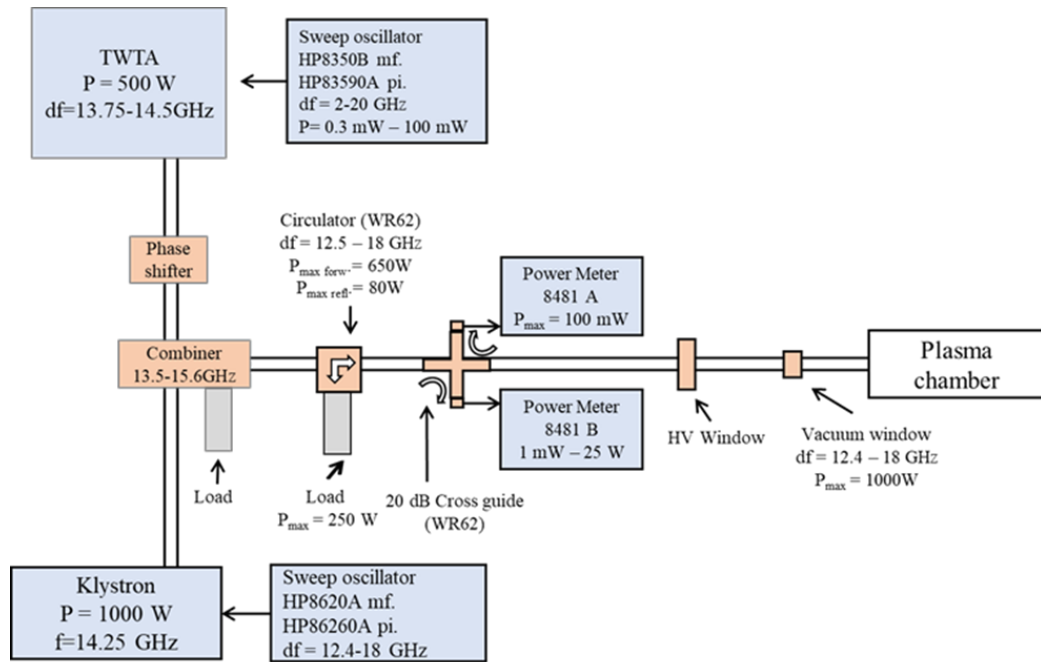 TWTA
P = 500 W
df=13.75-14.5GHz
Sweep oscillator
HP8350B mf.
HP83590A pi.
df = 2-20 GHz
P= 0.3 mW – 100 mW
Phase
shifter
Circulator (WR62)
df = 12.5 – 18 GHz
Pmax forw.= 650W
Pmax refl.= 80W
Power Meter
8481 A
Pmax = 100 mW
Combiner
13.5-15.6GHz
Plasma
chamber
Power Meter
8481 B
1 mW – 25 W
HV Window
Vacuum window
df = 12.4 – 18 GHz
Pmax = 1000W
Load
Load
Pmax = 250 W
20 dB Cross guide
(WR62)
Klystron
P = 1000 W
f=14.25 GHz
Sweep oscillator
HP8620A mf.
HP86260A pi.
df = 12.4-18 GHz